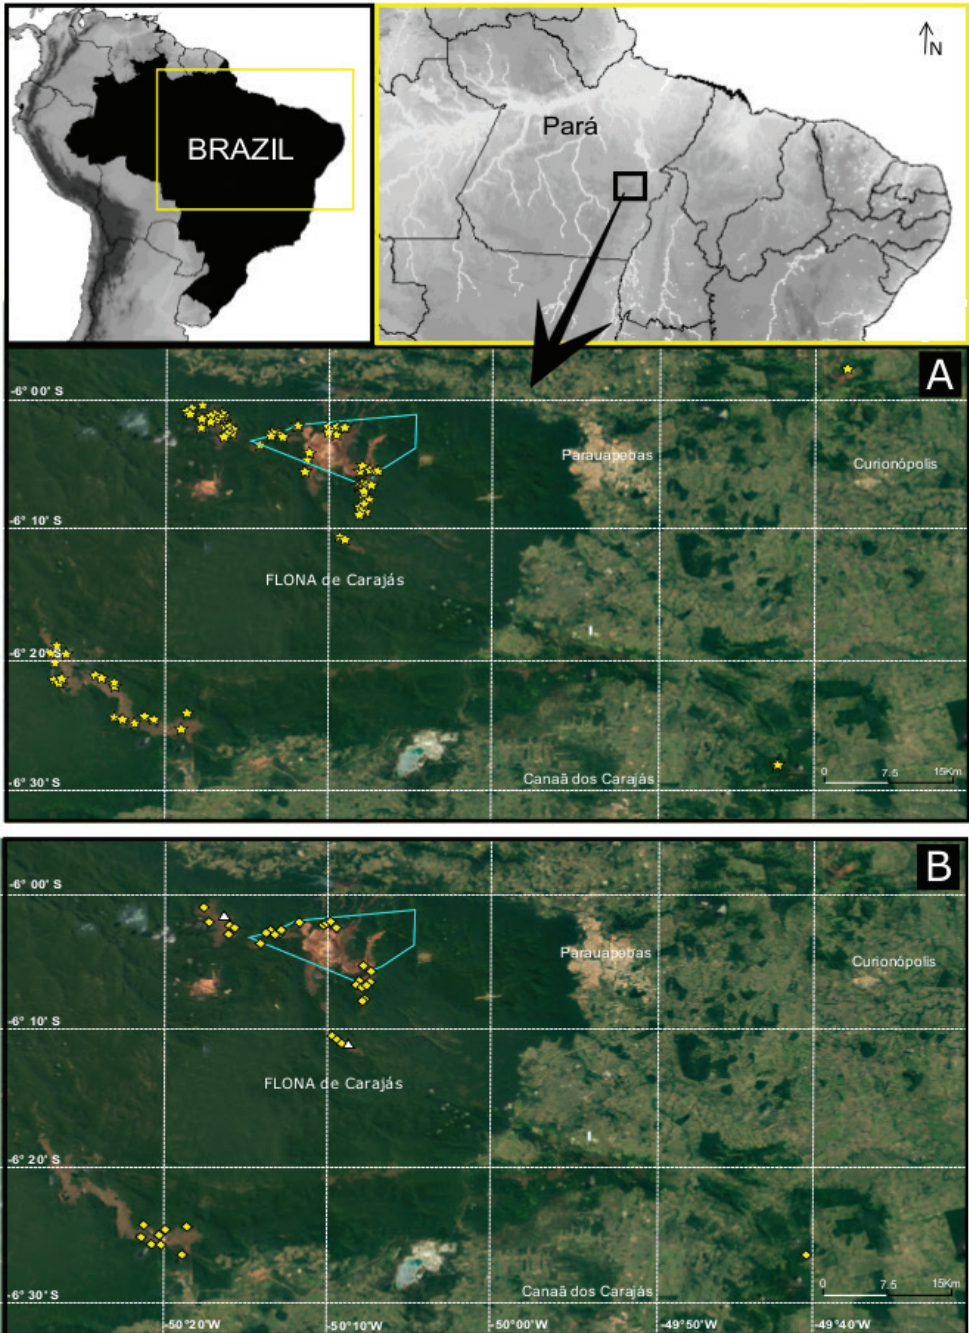 BRAZIL
Pará
N
A
-6° 00' S
Parauapebas
Curionópolis
-6° 10' S
FLONA de Carajás
-6° 20' S
Canaã dos Carajás
0 7.5 15Km
-6° 30' S
B
-6° 00' S
Parauapebas
Curionópolis
-6° 10' S
FLONA de Carajás
-6° 20' S
Canaã dos Carajás
0 7.5 15Km
-6° 30' S
-50°20'W -50°10'W -50°00'W -49°50'W -49°40'W